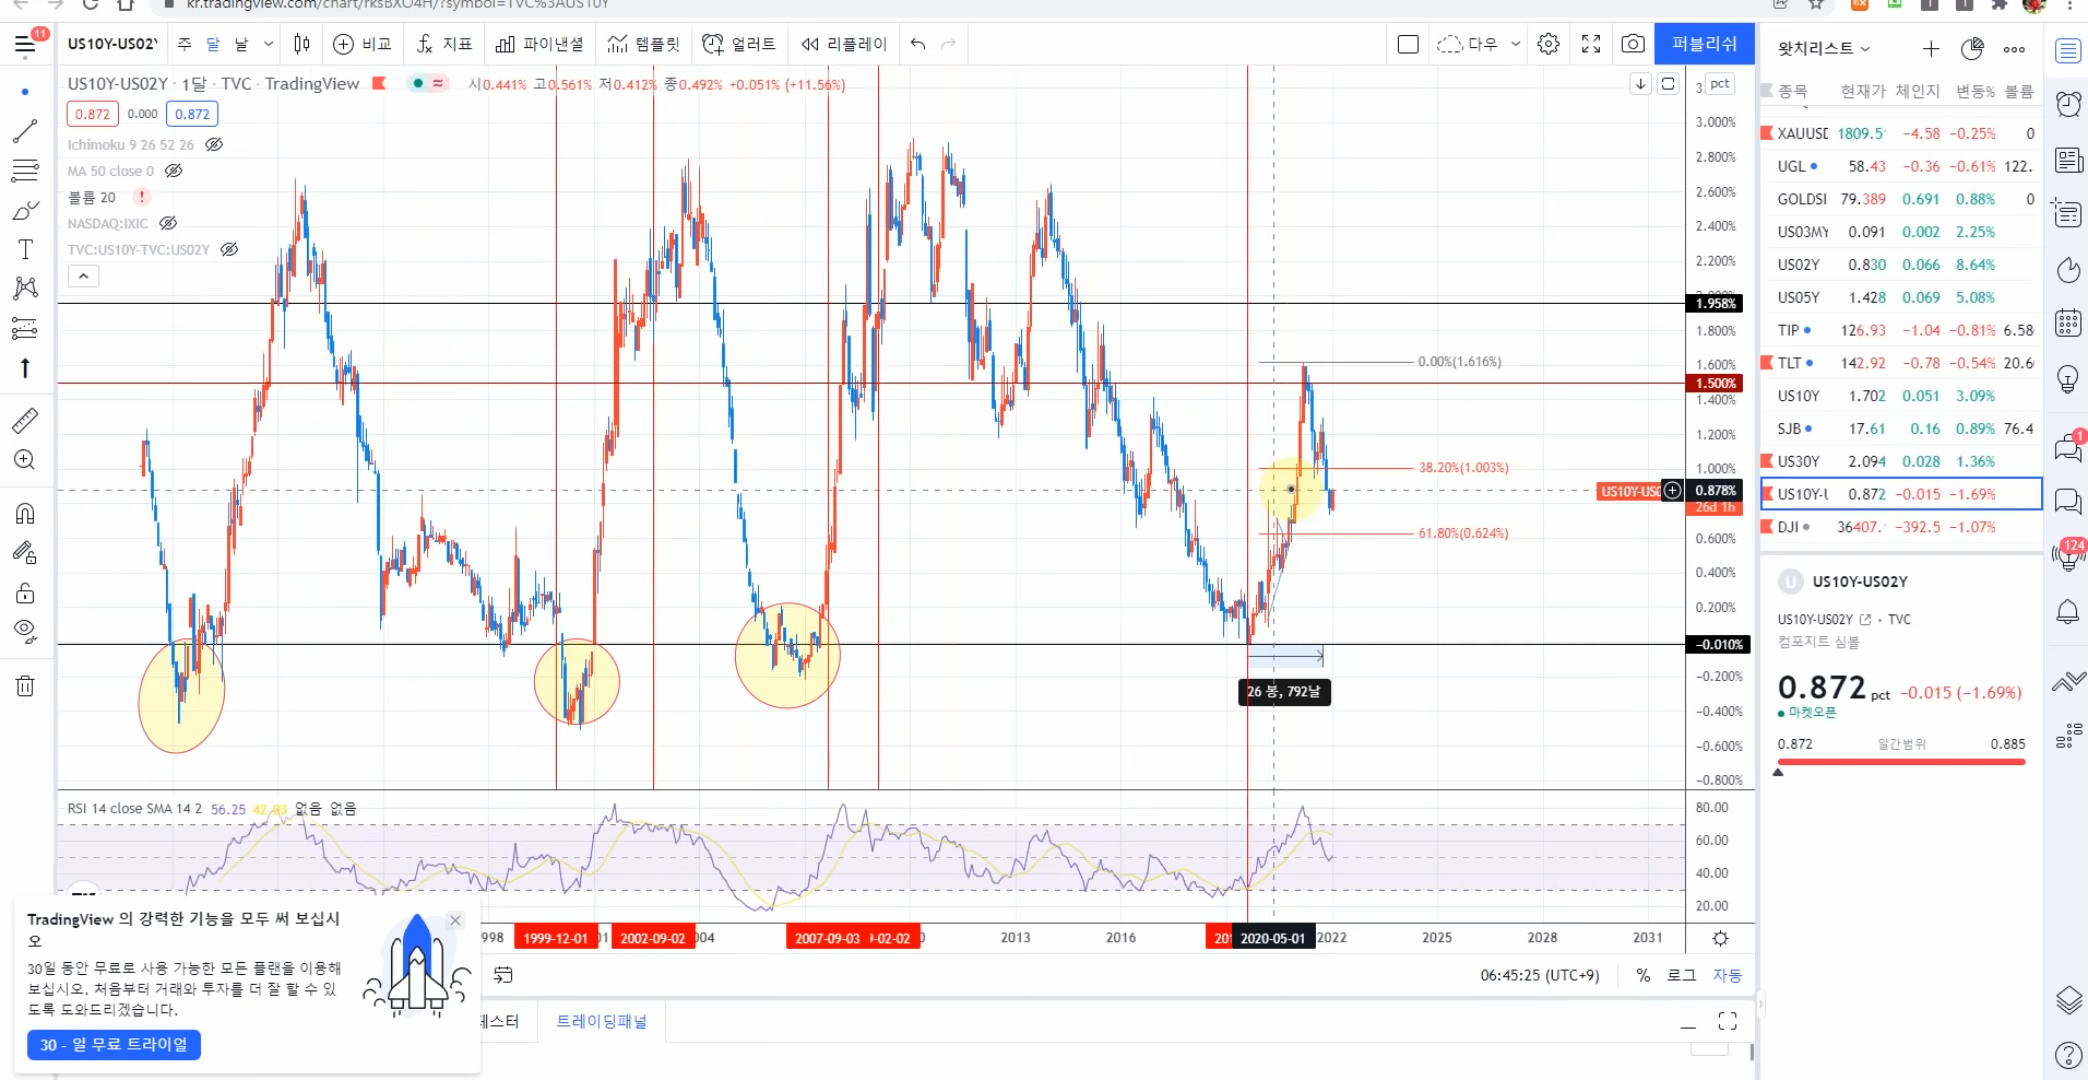 kr.tradingview.com/chart/rksBXO4H/?symbol=TVC%3AUS10Y
11
US10Y-US02Y 주 달 날 비교 지표 파이낸셜 템플릿 얼러트 리플레이 다우 퍼블리쉬
US10Y-US02Y · 1달 · TVC · TradingView 시0.441% 고0.561% 저0.412% 종0.492% +0.051% (+11.56%)
0.872 0.000 0.872
Ichimoku 9 26 52 26
MA 50 close 0
볼륨 20 !
NASDAQ:IXIC
TVC:US10Y-TVC:US02Y
pct
3.000%
2.800%
2.600%
2.400%
2.200%
1.958%
1.800%
1.600%
1.500%
1.400%
1.200%
1.000%
0.878%
26d 1h
0.600%
0.400%
0.200%
-0.010%
-0.200%
-0.400%
-0.600%
-0.800%
0.00%(1.616%)
38.20%(1.003%)
61.80%(0.624%)
US10Y-US0
26 봉, 792날
RSI 14 close SMA 14 2 56.25 없음 없음
80.00
60.00
40.00
20.00
998 1999-12-01 01 2002-09-02 004 2007-09-03 -02-02 2013 2016 201 2020-05-01 2022 2025 2028 2031
06:45:25 (UTC+9) % 로그 자동
테스터 트레이딩패널
TradingView 의 강력한 기능을 모두 써 보십시
오
30일 동안 무료로 사용 가능한 모든 플랜을 이용해
보십시오. 처음부터 거래와 투자를 더 잘 할 수 있
도록 도와드리겠습니다.
30 - 일 무료 트라이얼
왓치리스트
종목 현재가 체인지 변동% 볼륨
XAUUSD 1809.5 -4.58 -0.25% 0
UGL 58.43 -0.36 -0.61% 122.
GOLDSI 79.389 0.691 0.88% 0
US03MY 0.091 0.002 2.25%
US02Y 0.830 0.066 8.64%
US05Y 1.428 0.069 5.08%
TIP 126.93 -1.04 -0.81% 6.58
TLT 142.92 -0.78 -0.54% 20.6
US10Y 1.702 0.051 3.09%
SJB 17.61 0.16 0.89% 76.4
US30Y 2.094 0.028 1.36%
US10Y-U 0.872 -0.015 -1.69%
DJI 36407. -392.5 -1.07%
U US10Y-US02Y
US10Y-US02Y · TVC
컴포지트 심볼
0.872 pct -0.015 (-1.69%)
마켓오픈
0.872 일간범위 0.885
1
124